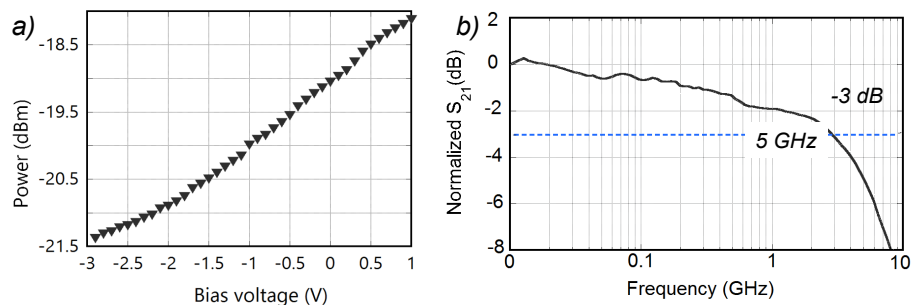 a)
Power (dBm)
-18.5
-19.5
-20.5
-21.5
-3 -2.5 -2 -1.5 -1 -0.5 0 0.5 1
Bias voltage (V)
b)
Normalized S21(dB)
2
0
-2
-4
-6
-8
-3 dB
5 GHz
0 0.1 1 10
Frequency (GHz)